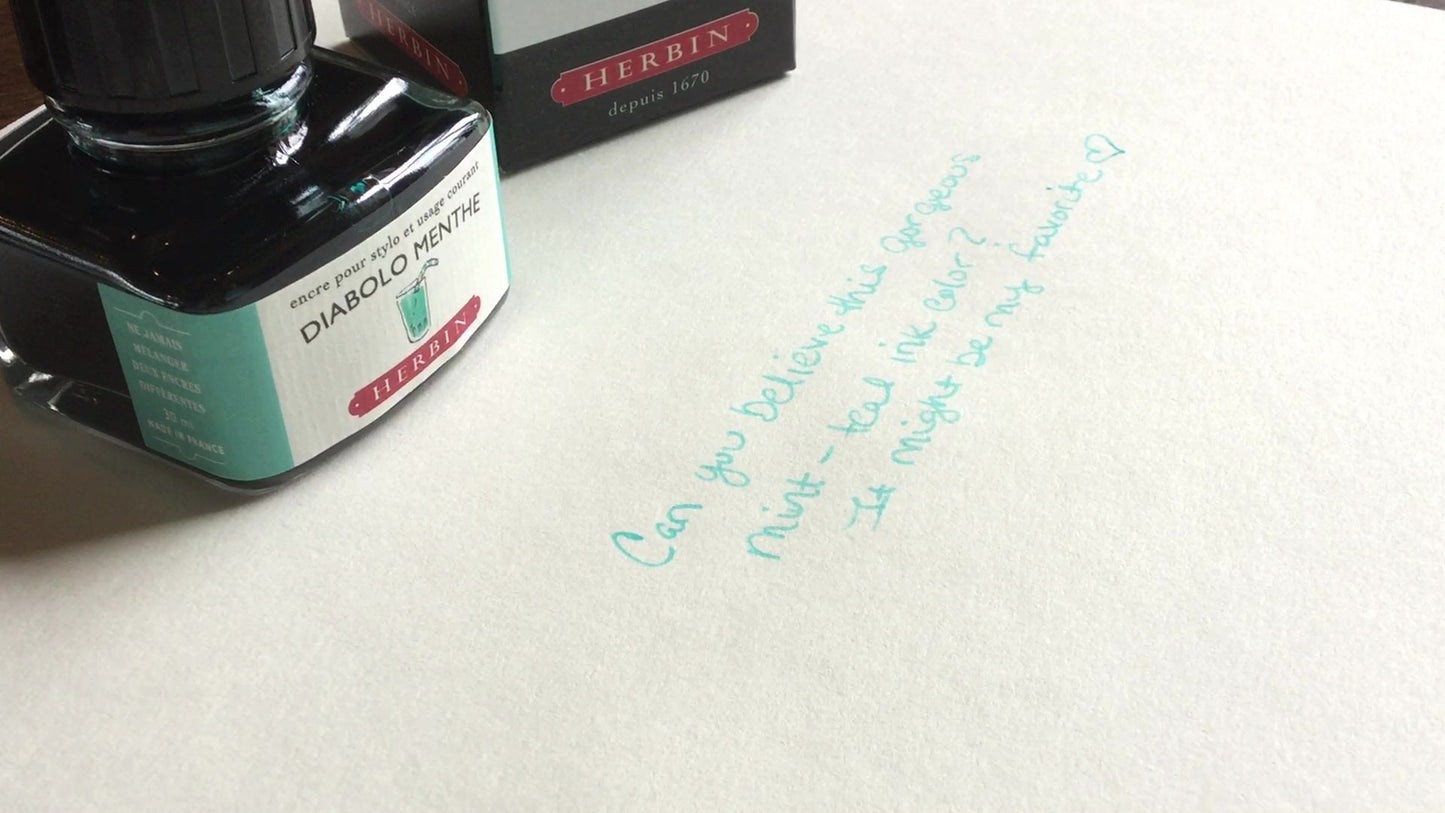 HERBIN
HERBIN
depuis 1670
encre pour stylo et usage courant
DIABOLO MENTHE
HERBIN
NE JAMAIS
MÉLANGER
DEUX ENCRES
DIFFÉRENTES
30 ml
MADE IN FRANCE
Can you believe this gorgeous
mint - teal ink color?
It might be my favorite♡